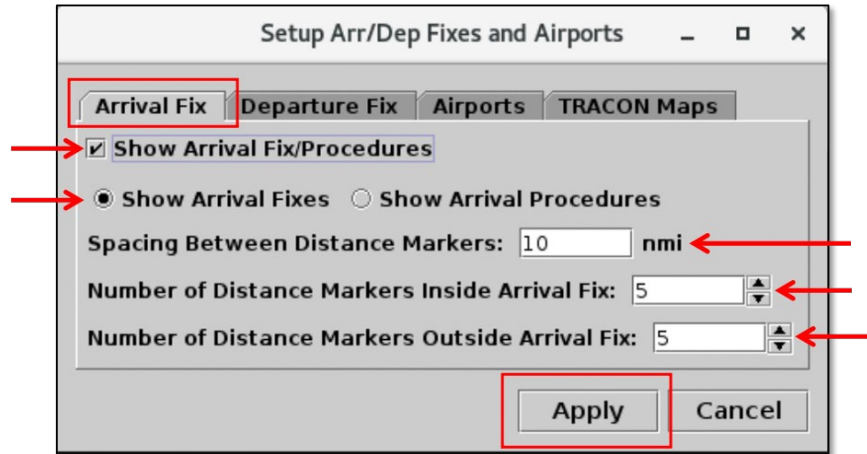 Setup Arr/Dep Fixes and Airports
Arrival Fix Departure Fix Airports TRACON Maps
Show Arrival Fix/Procedures
Show Arrival Fixes Show Arrival Procedures
Spacing Between Distance Markers: 10 nmi
Number of Distance Markers Inside Arrival Fix: 5
Number of Distance Markers Outside Arrival Fix: 5
Apply Cancel